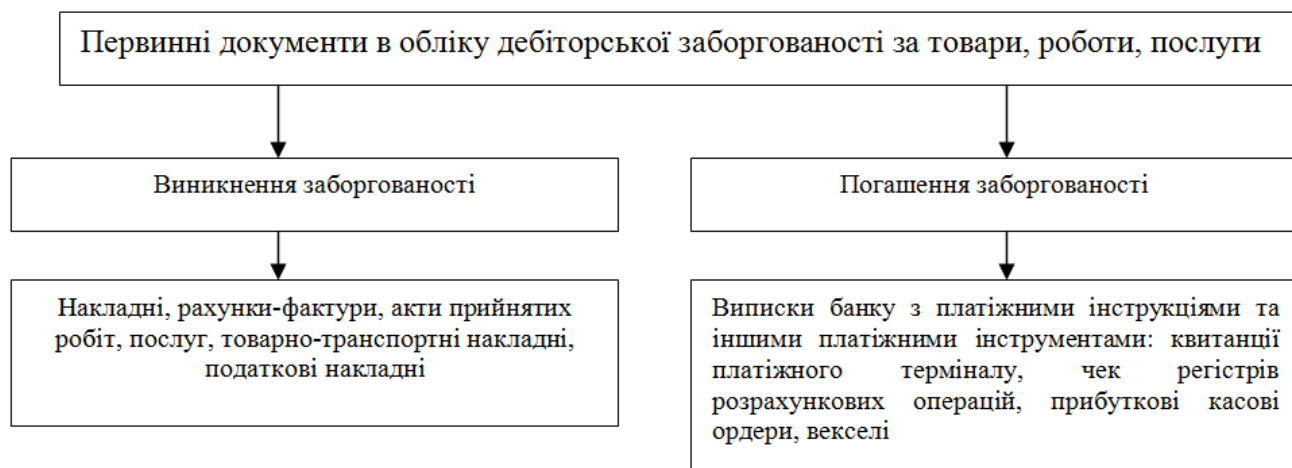 Первинні документи в обліку дебіторської заборгованості за товари, роботи, послуги
Виникнення заборгованості
Погашення заборгованості
Накладні, рахунки-фактури, акти прийнятих
робіт, послуг, товарно-транспортні накладні,
податкові накладні
Виписки банку з платіжними інструкціями та
іншими платіжними інструментами: квитанції
платіжного терміналу, чек регістрів
розрахункових операцій, прибуткові касові
ордери, векселі